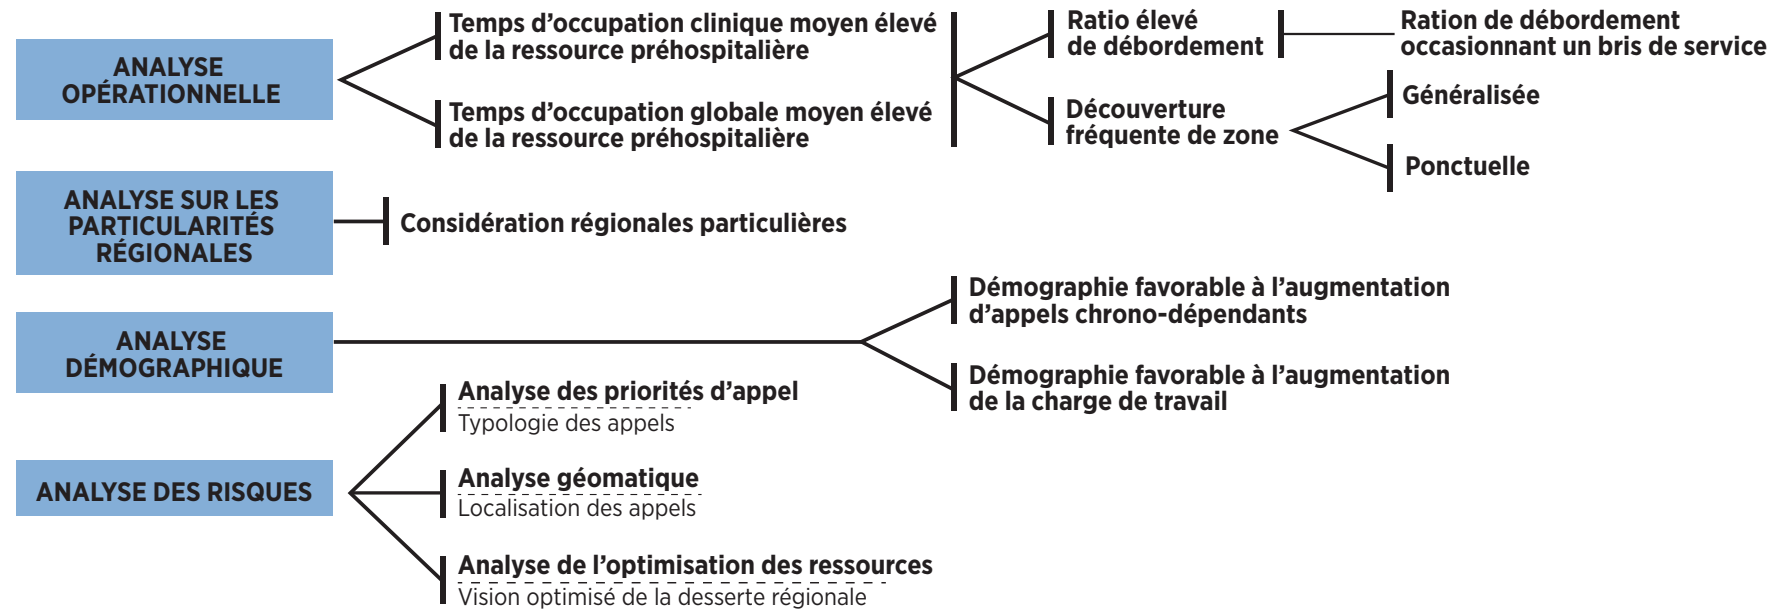 ANALYSE
OPÉRATIONNELLE
Temps d’occupation clinique moyen élevé
de la ressource préhospitalière
Temps d’occupation globale moyen élevé
de la ressource préhospitalière
Ratio élevé
de débordement
Ration de débordement
occasionnant un bris de service
Découverture
fréquente de zone
Généralisée
Ponctuelle
ANALYSE SUR LES
PARTICULARITÉS
RÉGIONALES
Considération régionales particulières
ANALYSE
DÉMOGRAPHIQUE
Démographie favorable à l’augmentation
d’appels chrono-dépendants
Démographie favorable à l’augmentation
de la charge de travail
ANALYSE DES RISQUES
Analyse des priorités d’appel
Typologie des appels
Analyse géomatique
Localisation des appels
Analyse de l’optimisation des ressources
Vision optimisé de la desserte régionale